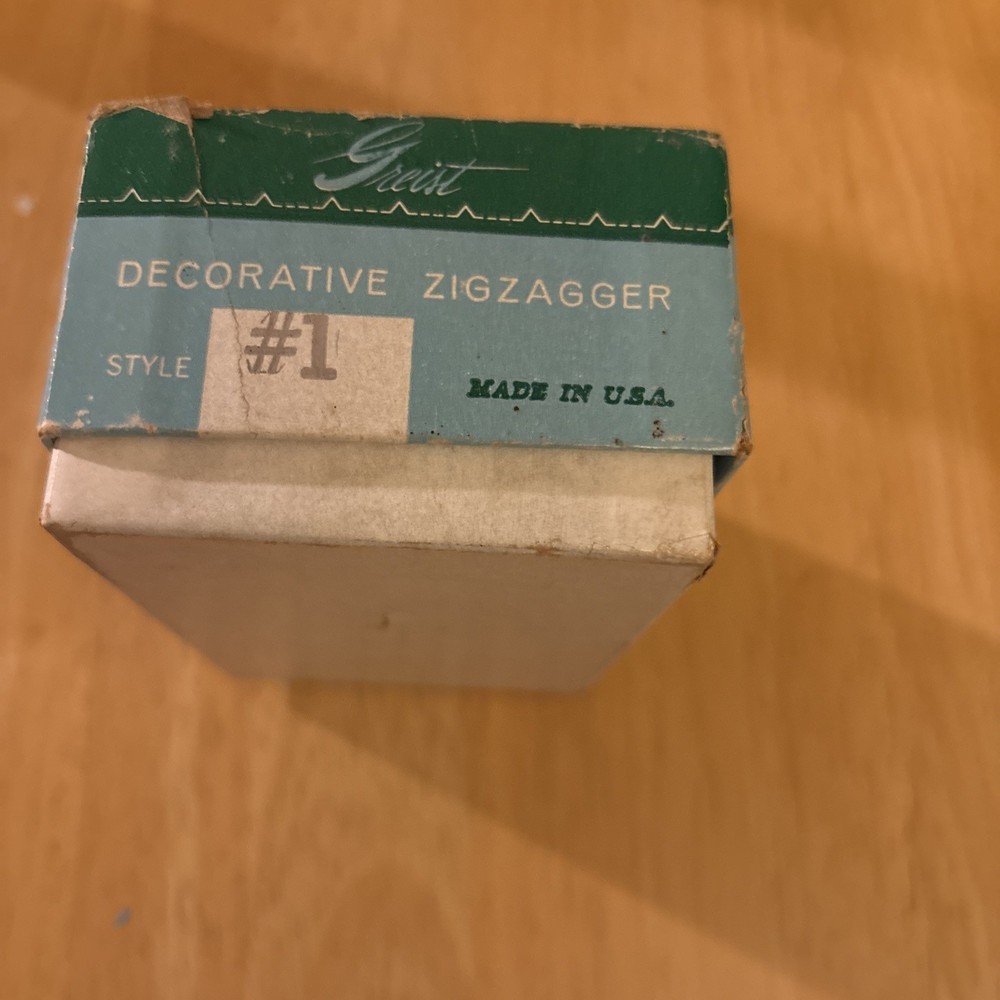 Greist
DECORATIVE ZIGZAGGER
STYLE #1
MADE IN U.S.A.